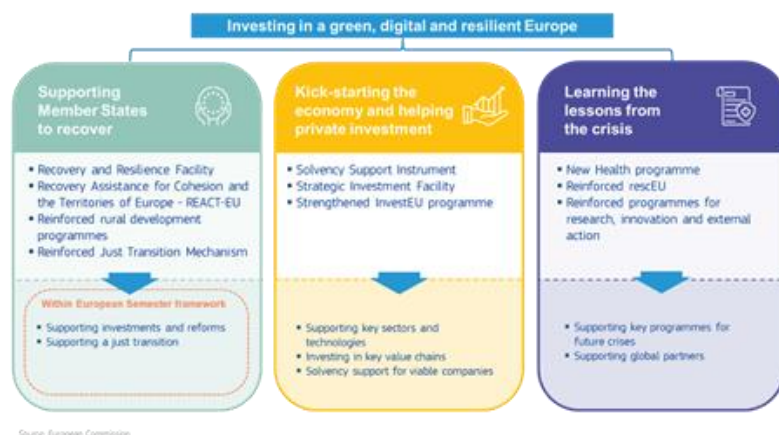 Investing in a green, digital and resilient Europe
Supporting
Member States
to recover
▪ Recovery and Resilience Facility
▪ Recovery Assistance for Cohesion and
the Territories of Europe - REACT-EU
▪ Reinforced rural development
programmes
▪ Reinforced Just Transition Mechanism
Within European Semester framework
▪ Supporting investments and reforms
▪ Supporting a just transition
Kick-starting the
economy and helping
private investment
▪ Solvency Support Instrument
▪ Strategic Investment Facility
▪ Strengthened InvestEU programme
▪ Supporting key sectors and
technologies
▪ Investing in key value chains
▪ Solvency support for viable companies
Learning the
lessons from
the crisis
▪ New Health programme
▪ Reinforced rescEU
▪ Reinforced programmes for
research, innovation and external
action
▪ Supporting key programmes for
future crises
▪ Supporting global partners
Source: European Commission